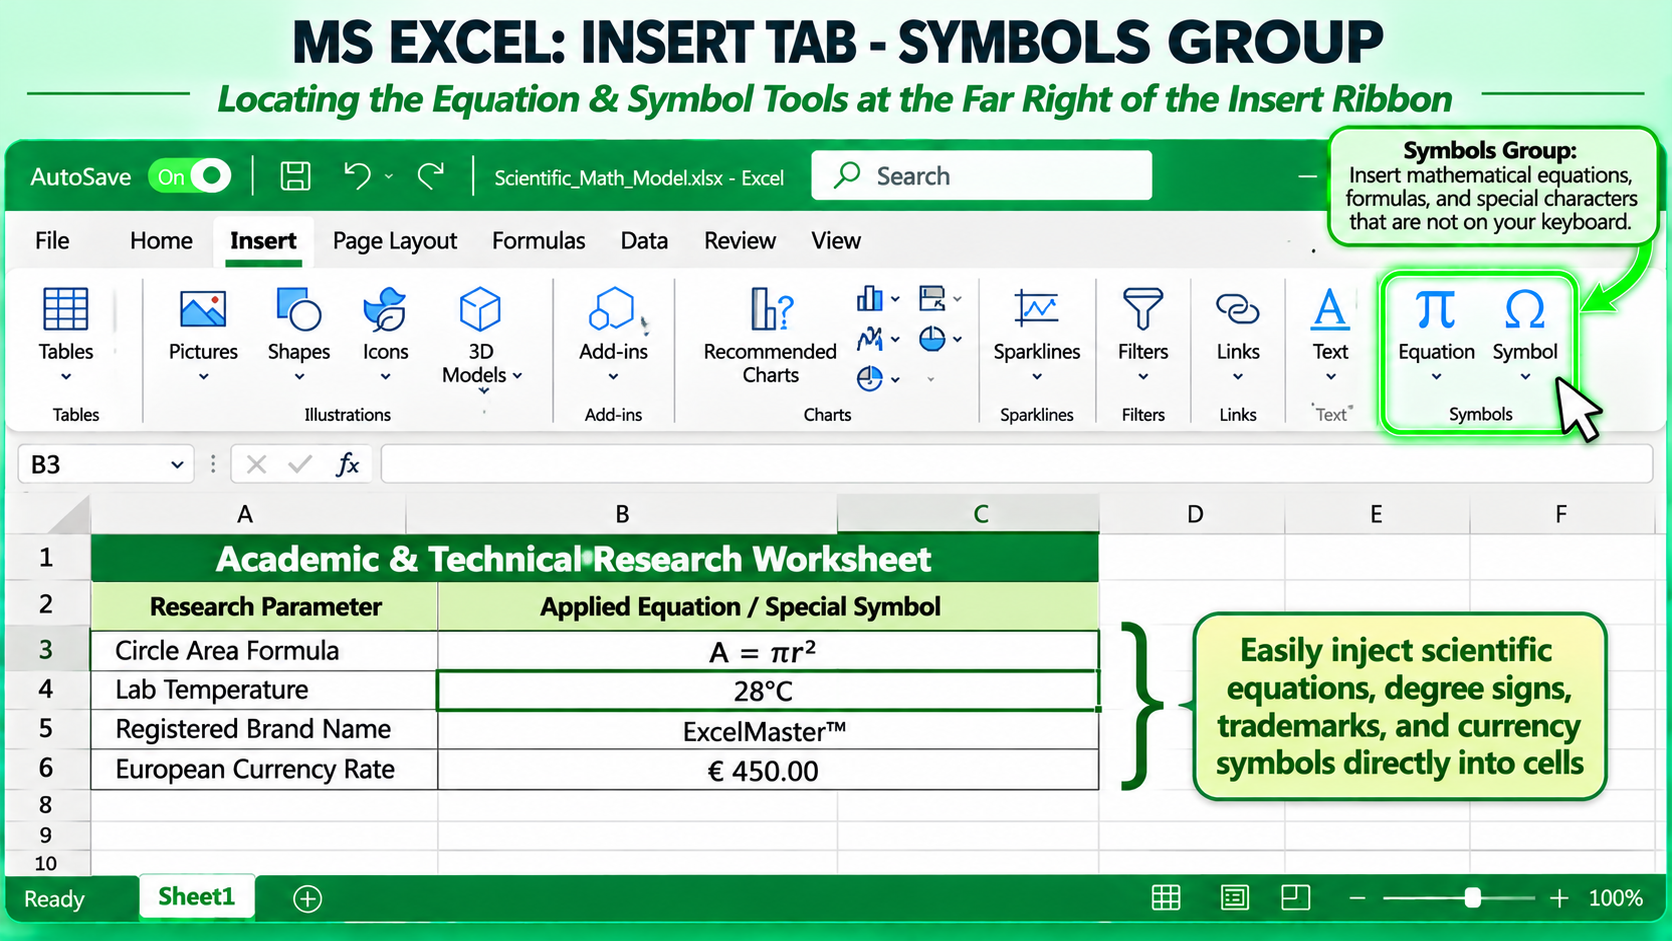 MS EXCEL: INSERT TAB - SYMBOLS GROUP
Locating the Equation & Symbol Tools at the Far Right of the Insert Ribbon
AutoSave On Scientific_Math_Model.xlsx - Excel Search
Symbols Group:
Insert mathematical equations,
formulas, and special characters
that are not on your keyboard.
File Home Insert Page Layout Formulas Data Review View
Tables Pictures Shapes Icons 3D Models Add-ins Recommended Charts Sparklines Filters Links Text Equation Symbol
Tables Illustrations Add-ins Charts Sparklines Filters Links "Text" Symbols
B3 fx
A B C D E F
1 Academic & Technical Research Worksheet
2 Research Parameter Applied Equation / Special Symbol
3 Circle Area Formula A = πr²
4 Lab Temperature 28°C
5 Registered Brand Name ExcelMaster™
6 European Currency Rate € 450.00
8
9
10
Easily inject scientific
equations, degree signs,
trademarks, and currency
symbols directly into cells
Ready Sheet1 100%